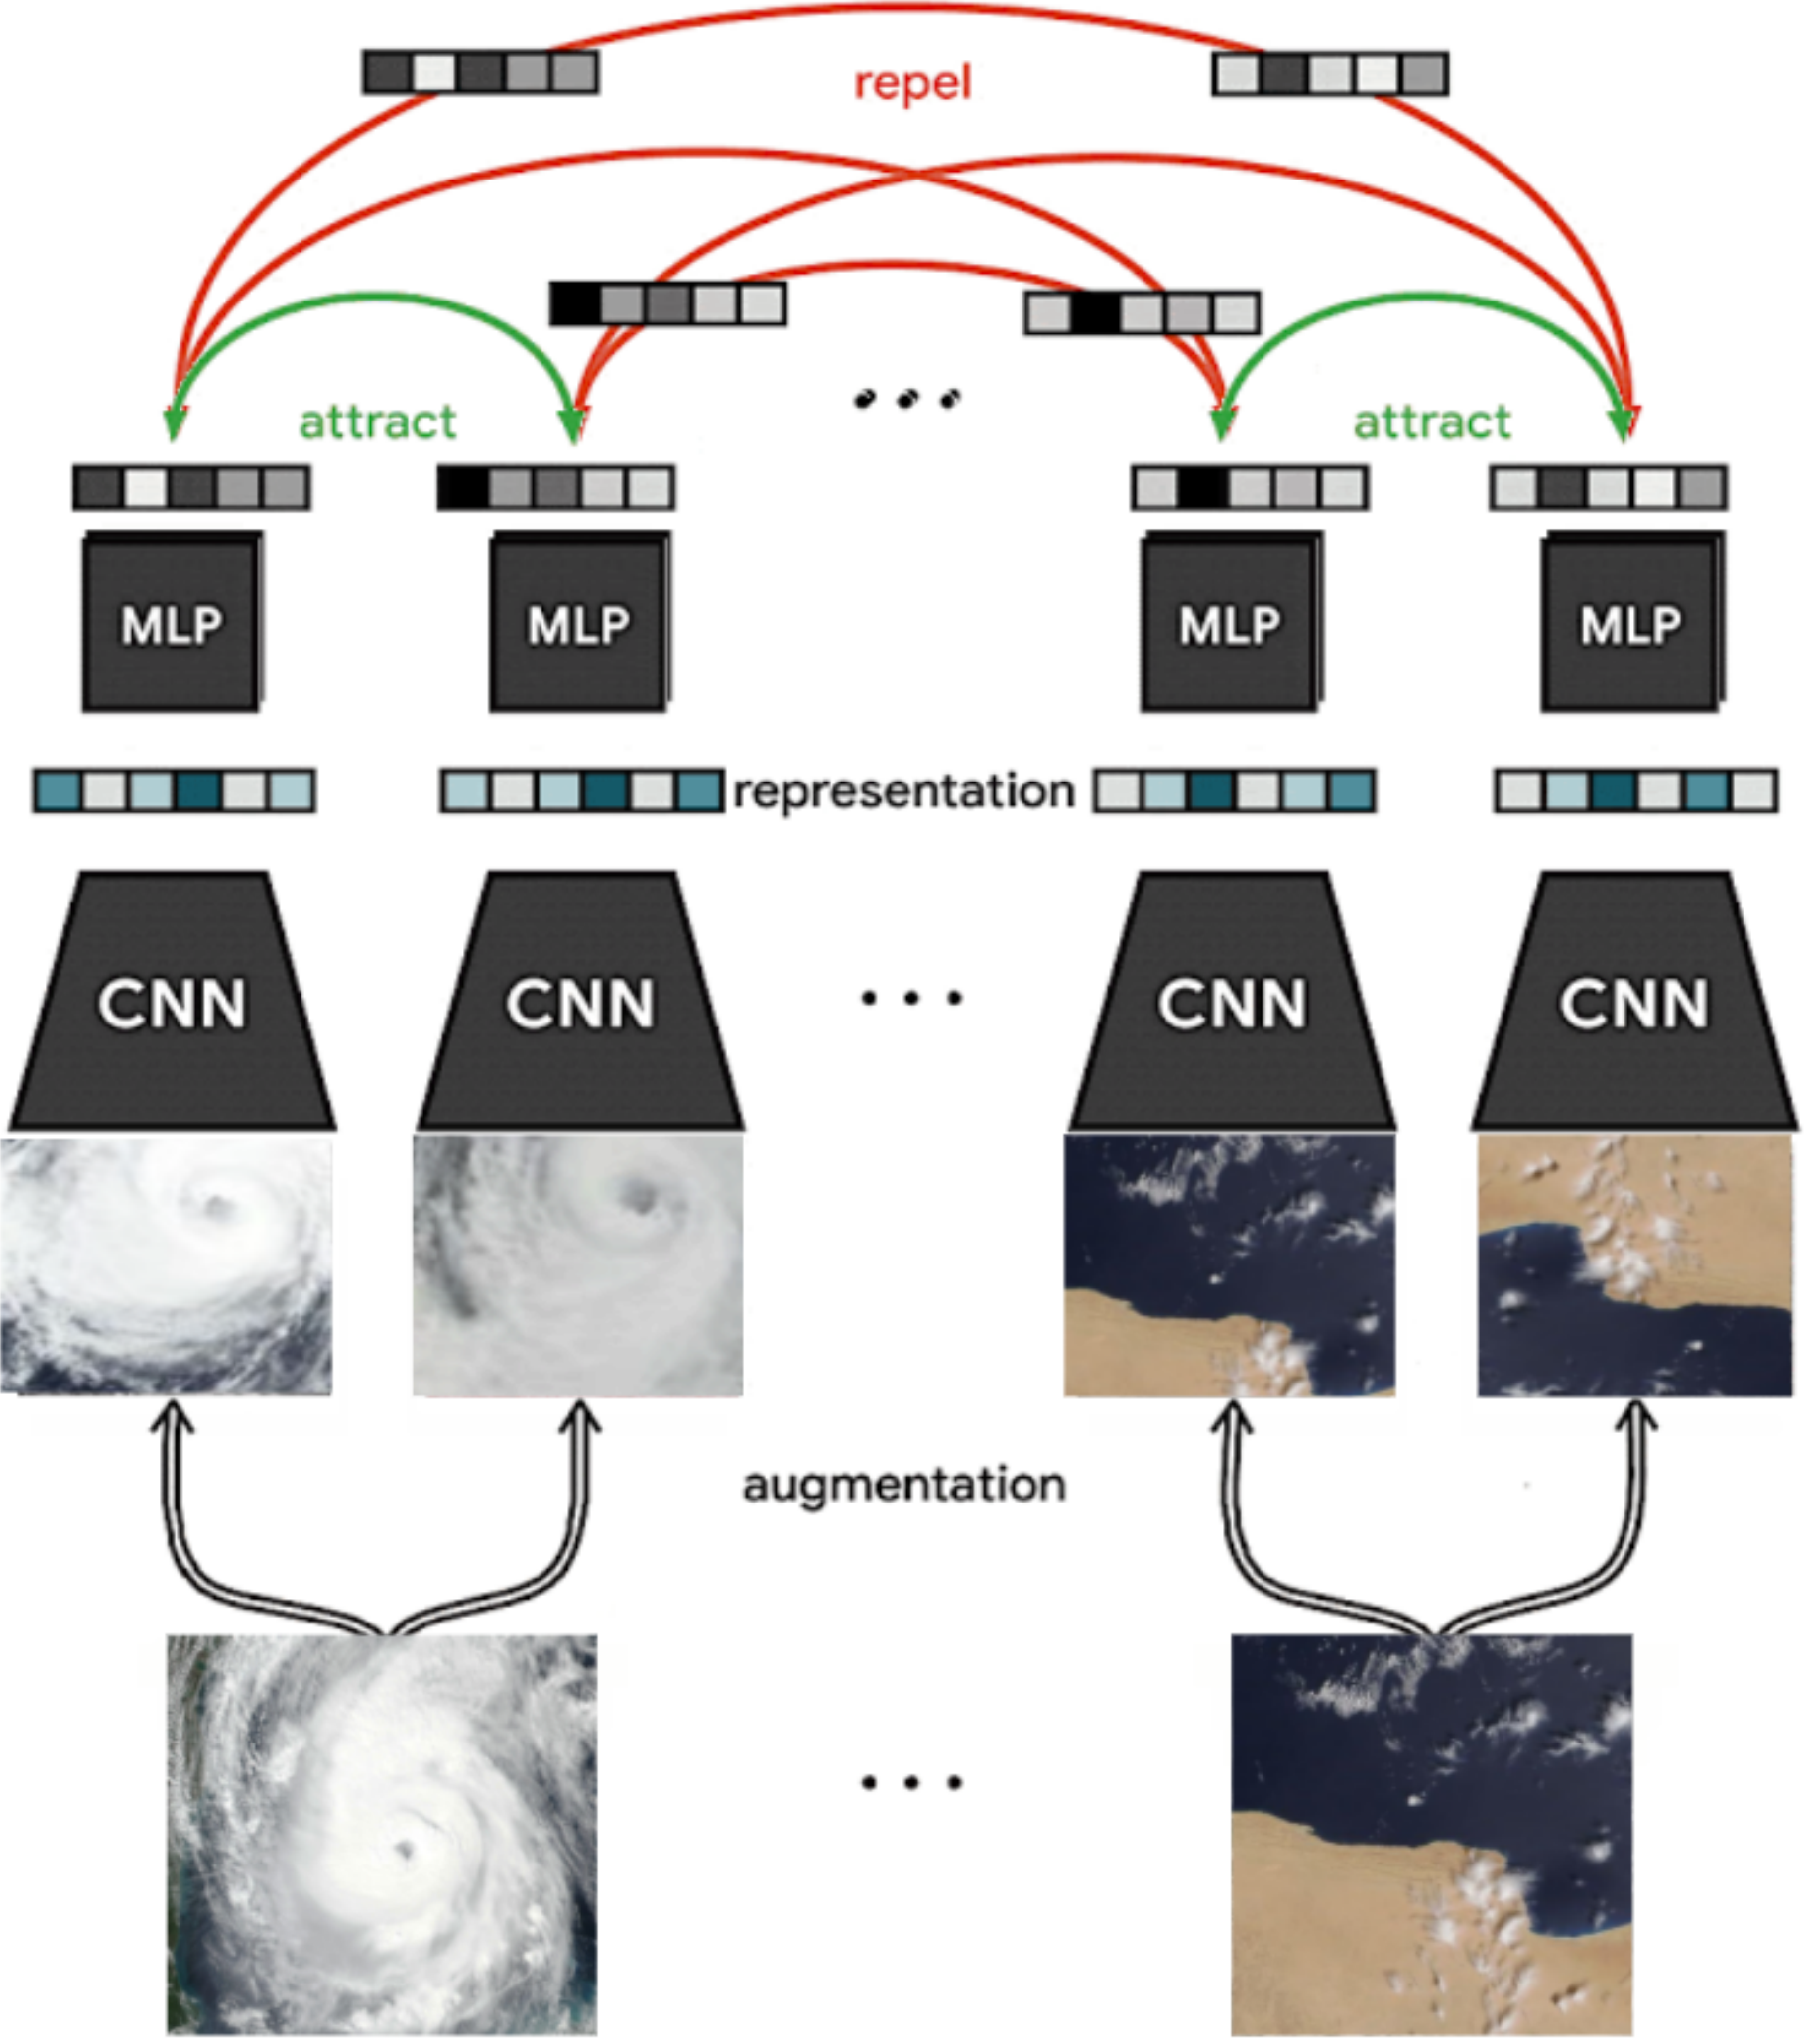 repel
attract attract
MLP MLP MLP MLP
representation
CNN CNN CNN CNN
augmentation